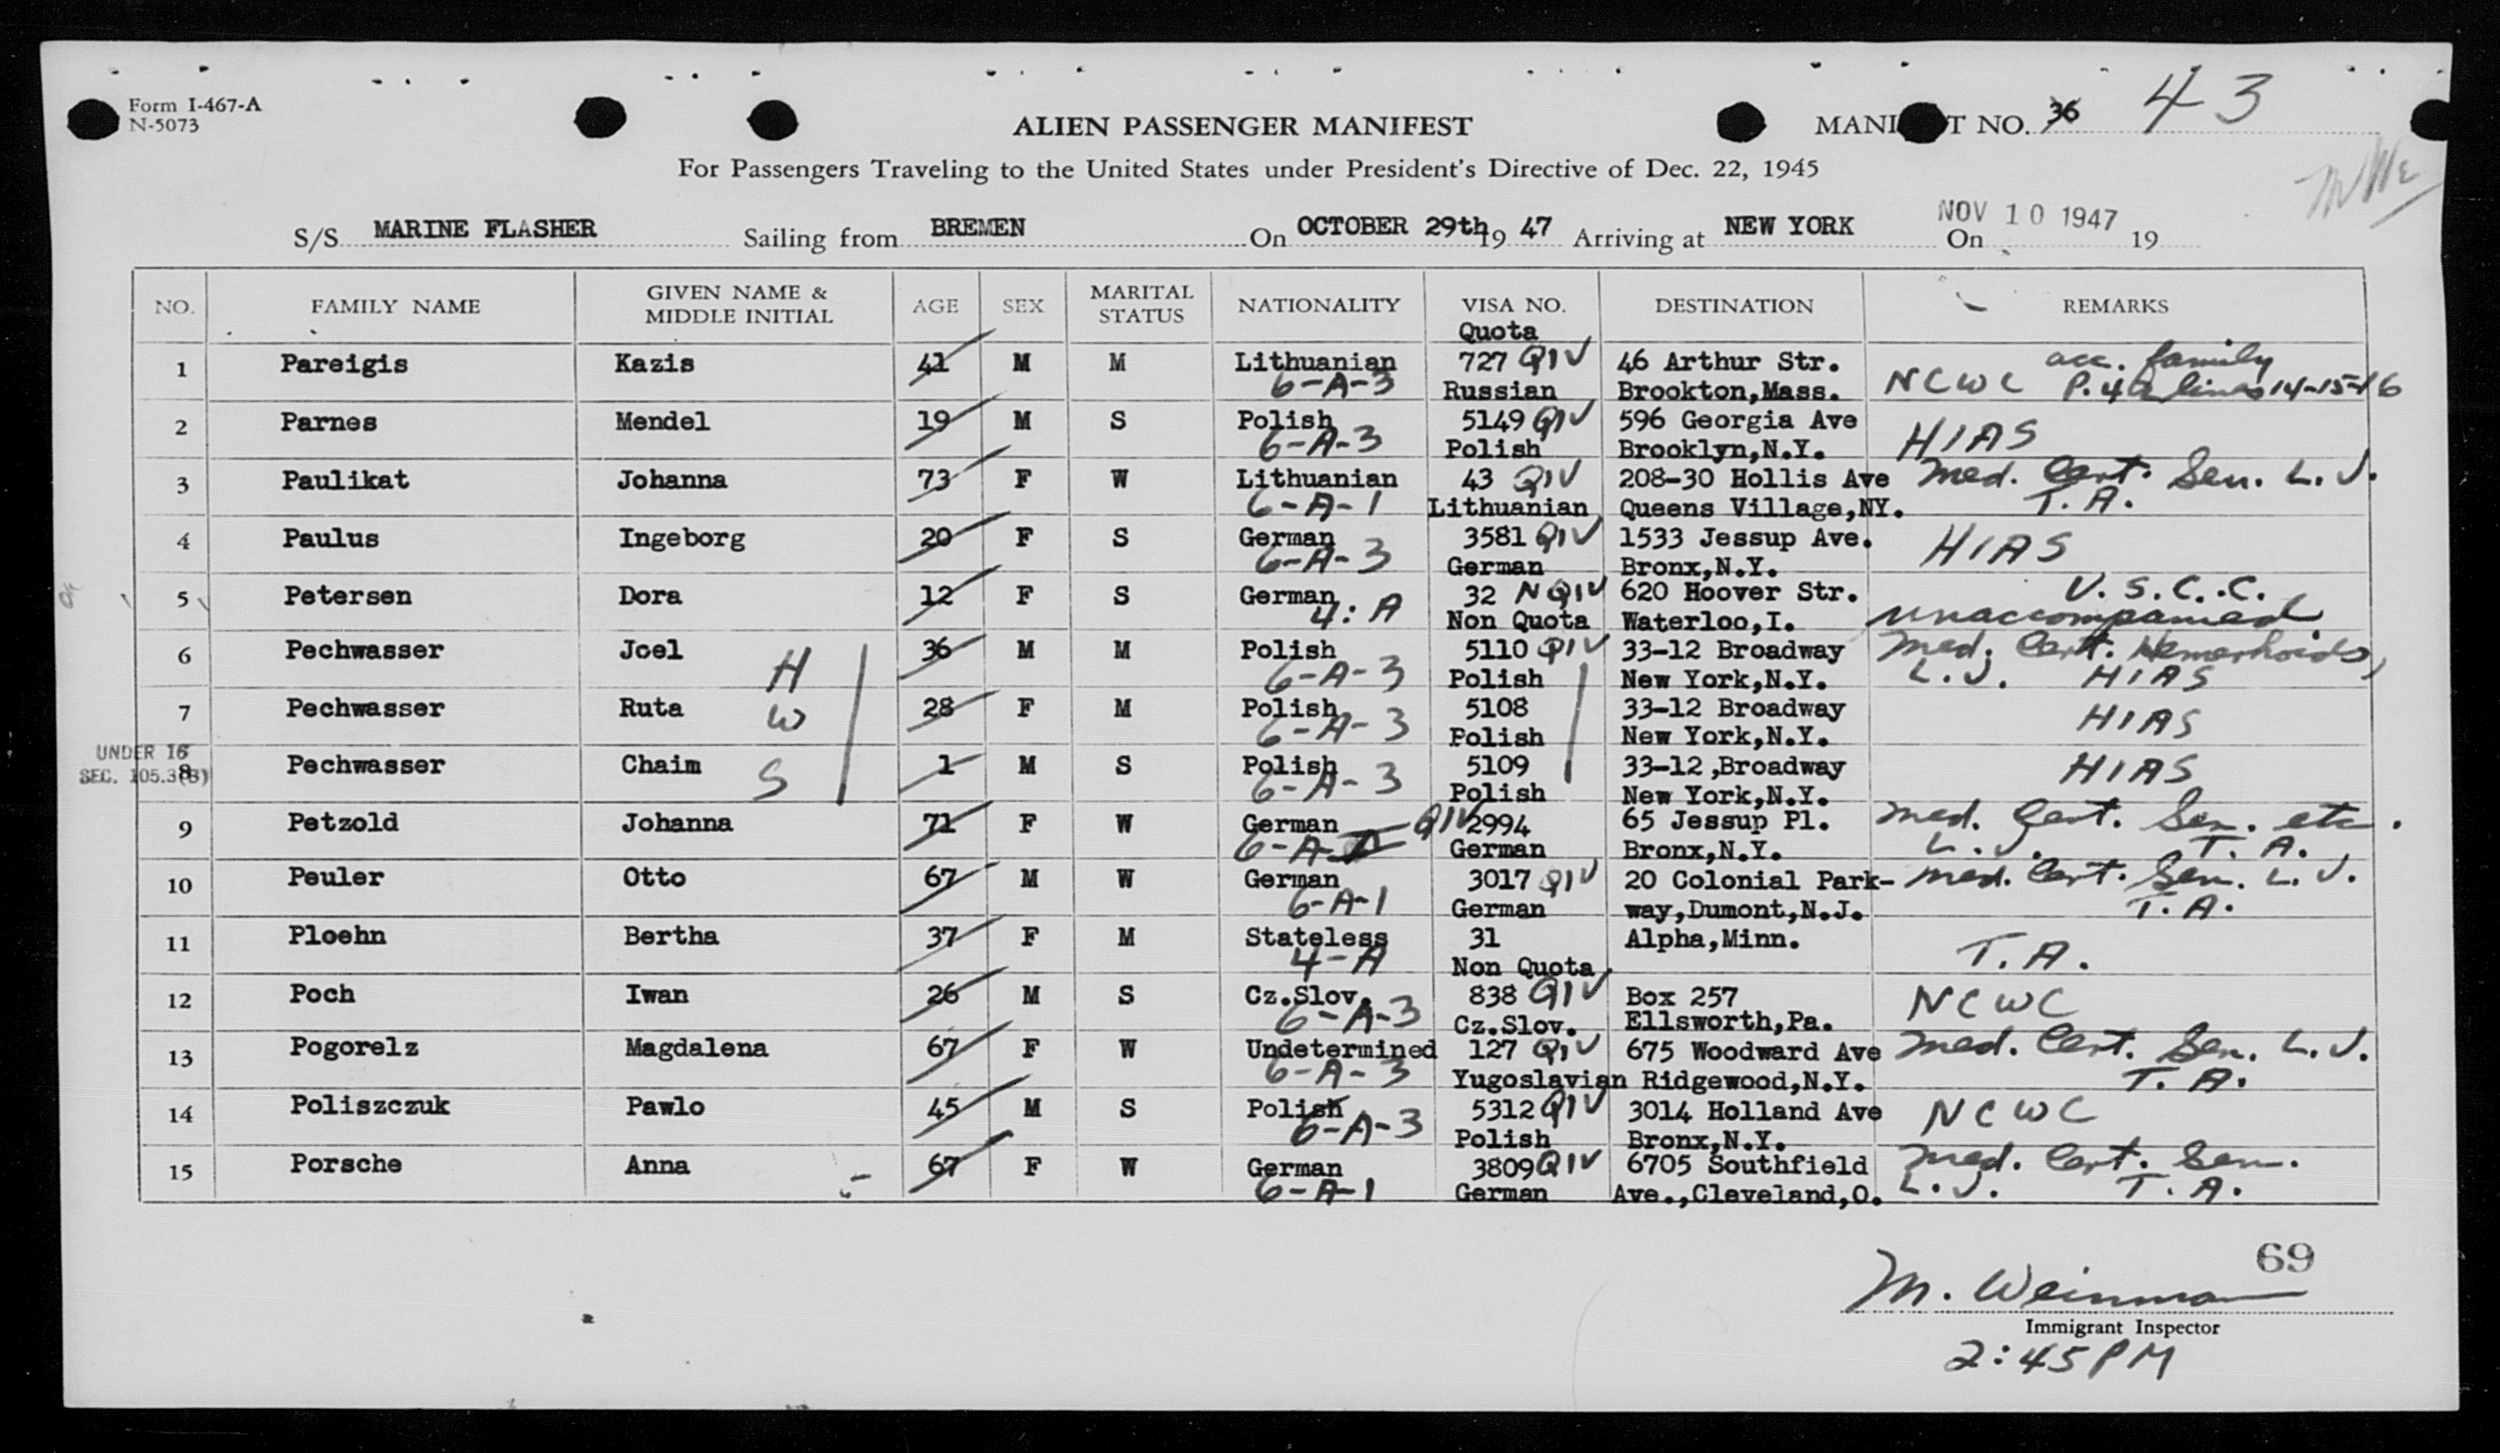 Form I-467-A
N-5073
ALIEN PASSENGER MANIFEST
MANI T NO. 36 43
For Passengers Traveling to the United States under President's Directive of Dec. 22, 1945
S/S MARINE FLASHER Sailing from BREMEN On OCTOBER 29th 19 47 Arriving at NEW YORK On NOV 10 1947 19
NO. FAMILY NAME GIVEN NAME & MIDDLE INITIAL AGE SEX MARITAL STATUS NATIONALITY VISA NO. DESTINATION REMARKS
Quota
1 Pareigis Kazis 41 M M Lithuanian 727 QIV 46 Arthur Str. acc. family
6-A-3 Russian Brookton,Mass. NCWC P. 42 lines 14-15-16
2 Parnes Mendel 19 M S Polish 5149 QIV 596 Georgia Ave
6-A-3 Polish Brooklyn,N.Y. HIAS
3 Paulikat Johanna 73 F W Lithuanian 43 QIV 208-30 Hollis Ave Med. Cert. Sen. L. J.
6-A-1 Lithuanian Queens Village,NY. T. A.
4 Paulus Ingeborg 20 F S German 3581 QIV 1533 Jessup Ave. HIAS
6-A-3 German Bronx,N.Y.
5 Petersen Dora 12 F S German 32 NQIV 620 Hoover Str. U. S. C. C.
4: A Non Quota Waterloo,I. unaccompanied
6 Pechwasser Joel H 36 M M Polish 5110 QIV 33-12 Broadway Med. Cert. Hemorhoids,
6-A-3 Polish New York,N.Y. L. J. HIAS
7 Pechwasser Ruta W 28 F M Polish 5108 33-12 Broadway HIAS
6-A-3 Polish New York,N.Y.
UNDER 16
SEC. 105.3(B)
8 Pechwasser Chaim S 1 M S Polish 5109 33-12,Broadway HIAS
6-A-3 Polish New York,N.Y.
9 Petzold Johanna 71 F W German QIV 2994 65 Jessup Pl. Med. Cert. Sen. etc.
6-A- German Bronx,N.Y. L. J. T. A.
10 Peuler Otto 67 M W German 3017 QIV 20 Colonial Park- Med. Cert. Sen. L. J.
6-A-1 German way,Dumont,N.J. T. A.
11 Ploehn Bertha 37 F M Stateless 31 Alpha,Minn. T. A.
4-A Non Quota
12 Poch Iwan 26 M S Cz.Slov. 838 QIV Box 257 NCWC
6-A-3 Cz.Slov. Ellsworth,Pa.
13 Pogorelz Magdalena 67 F W Undetermined 127 QIV 675 Woodward Ave Med. Cert. Sen. L. J.
6-A-3 Yugoslavian Ridgewood,N.Y. T. A.
14 Poliszczuk Pawlo 45 M S Polish 5312 QIV 3014 Holland Ave NCWC
6-A-3 Polish Bronx,N.Y.
15 Porsche Anna 67 F W German 3809 QIV 6705 Southfield Med. Cert. Sen.
6-A-1 German Ave.,Cleveland,O. L. J. T. A.
69
M. Weinman
Immigrant Inspector
2:45 PM